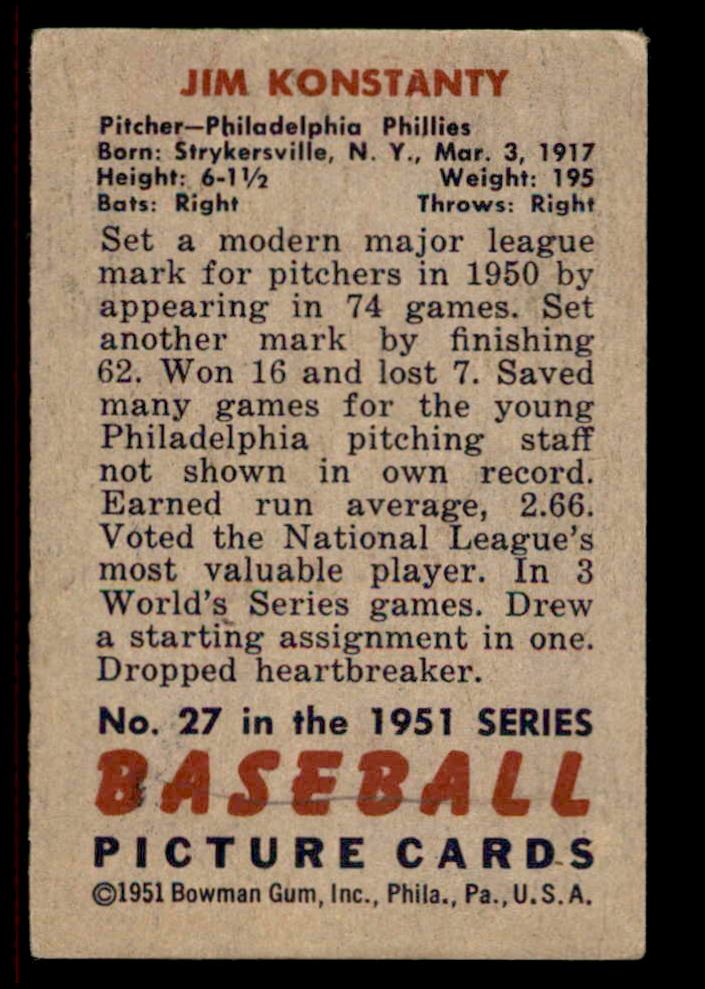 JIM KONSTANTY
Pitcher—Philadelphia Phillies
Born: Strykersville, N. Y., Mar. 3, 1917
Height: 6-1½ Weight: 195
Bats: Right Throws: Right
Set a modern major league
mark for pitchers in 1950 by
appearing in 74 games. Set
another mark by finishing
62. Won 16 and lost 7. Saved
many games for the young
Philadelphia pitching staff
not shown in own record.
Earned run average, 2.66.
Voted the National League's
most valuable player. In 3
World's Series games. Drew
a starting assignment in one.
Dropped heartbreaker.
No. 27 in the 1951 SERIES
BASEBALL
PICTURE CARDS
©1951 Bowman Gum, Inc., Phila., Pa., U.S.A.